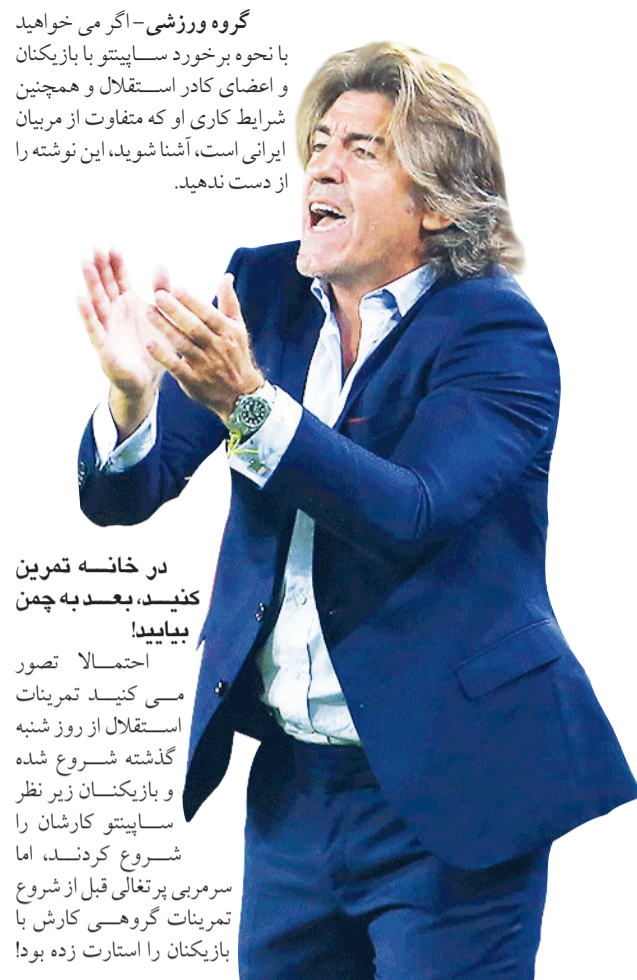 گروه ورزشی- اگر می خواهید
با نحوه برخورد ساپینتو با بازیکنان
و اعضای کادر استقلال و همچنین
شرایط کاری او که متفاوت از مربیان
ایرانی است، آشنا شوید، این نوشته را
از دست ندهید.
در خانه تمرین
کنید، بعد به چمن
بیایید!
احتمالا تصور
می کنید تمرینات
استقلال از روز شنبه
گذشته شروع شده
و بازیکنان زیر نظر
ساپینتو کارشان را
شروع کردند، اما
سرمربی پرتغالی قبل از شروع
تمرینات گروهی کارش با
بازیکنان را استارت زده بود!